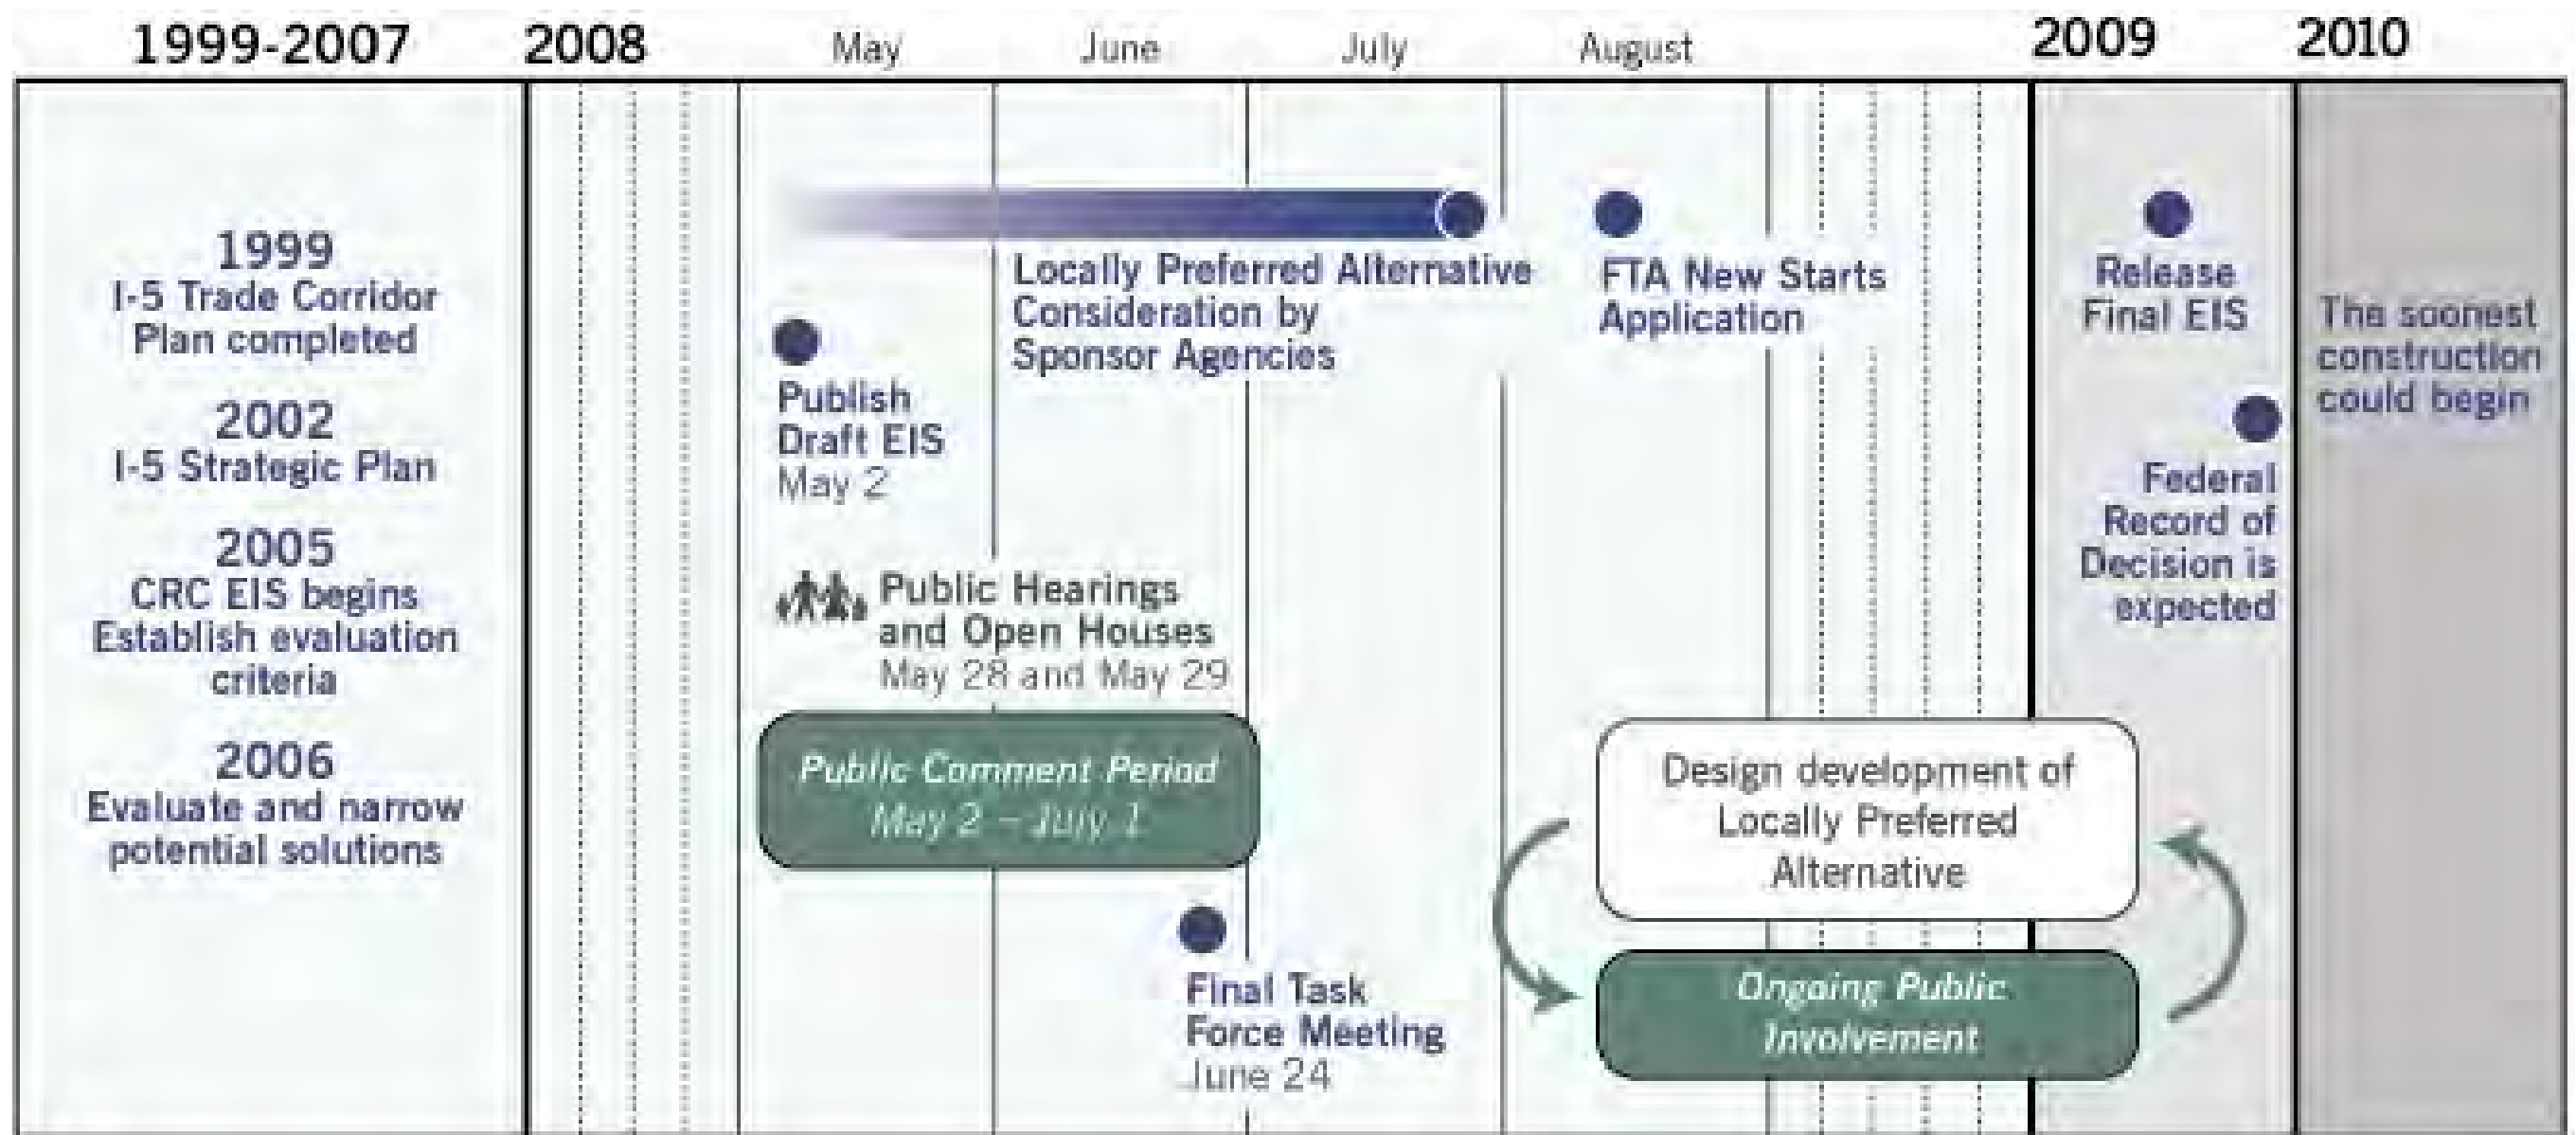 1999-2007
2008
May
June
July
August
2009
2010
1999
I-5 Trade Corridor
Plan completed
2002
I-5 Strategic Plan
2005
CRC EIS begins
Establish evaluation
criteria
2006
Evaluate and narrow
potential solutions
Locally Preferred Alternative
Consideration by
Sponsor Agencies
Publish
Draft EIS
May 2
Public Hearings
and Open Houses
May 28 and May 29
Public Comment Period
May 2 – July 1
Final Task
Force Meeting
June 24
FTA New Starts
Application
Design development of
Locally Preferred
Alternative
Ongoing Public
Involvement
Release
Final EIS
Federal
Record of
Decision is
expected
The soonest
construction
could begin